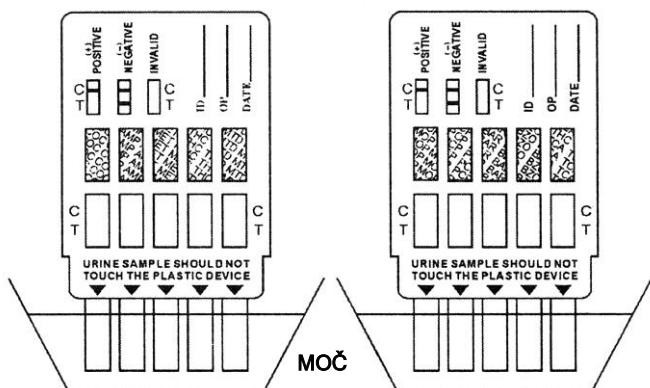 (+) POSITIVE
(−) NEGATIVE
INVALID
C
T
C
T
ID
OP
DATE
C
T
C
T
URINE SAMPLE SHOULD NOT
TOUCH THE PLASTIC DEVICE
(+) POSITIVE
(−) NEGATIVE
INVALID
C
T
C
T
ID
OP
DATE
C
T
C
T
URINE SAMPLE SHOULD NOT
TOUCH THE PLASTIC DEVICE
MOČ